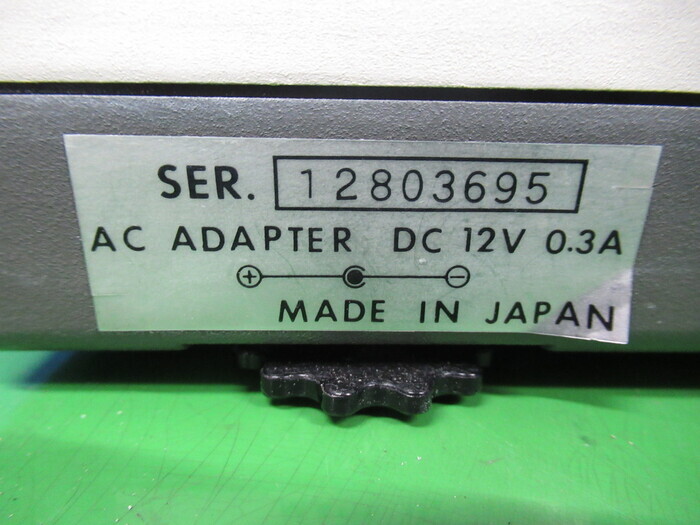 SER. 12803695
AC ADAPTER DC 12V 0.3A
MADE IN JAPAN